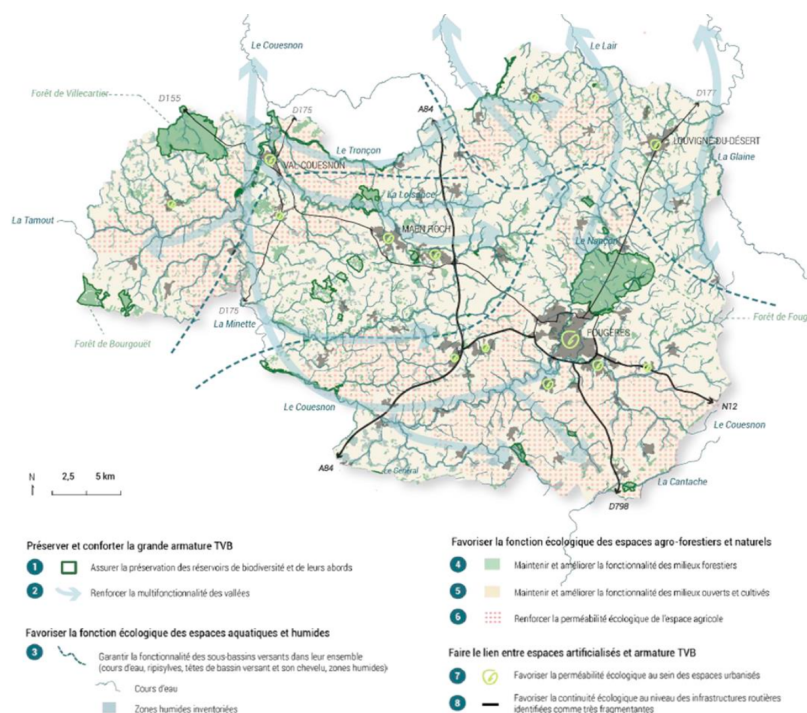 Le Couesnon
Le Lair
Forêt de Villecartier
D155
D175
A84
D177
Le Tronçon
LOUVIGNÉ-DU-DÉSERT
VAL COUESNON
La Glaine
La Loisance
La Tamout
MAEN ROCH
Le Nançon
D175
La Minette
Forêt de Foug
FOUGÈRES
Forêt de Bourgouët
Le Couesnon
N12
Le Couesnon
A84
Le Général
La Cantache
D798
N
2,5 5 km
Préserver et conforter la grande armature TVB
1 Assurer la préservation des réservoirs de biodiversité et de leurs abords
2 Renforcer la multifonctionnalité des vallées
Favoriser la fonction écologique des espaces aquatiques et humides
3 Garantir la fonctionnalité des sous-bassins versants dans leur ensemble
(cours d'eau, ripisylves, têtes de bassin versant et son chevelu, zones humides)
Cours d'eau
Zones humides inventoriées
Favoriser la fonction écologique des espaces agro-forestiers et naturels
4 Maintenir et améliorer la fonctionnalité des milieux forestiers
5 Maintenir et améliorer la fonctionnalité des milieux ouverts et cultivés
6 Renforcer la perméabilité écologique de l'espace agricole
Faire le lien entre espaces artificialisés et armature TVB
7 Favoriser la perméabilité écologique au sein des espaces urbanisés
8 Favoriser la continuité écologique au niveau des infrastructures routières
identifiées comme très fragmentantes